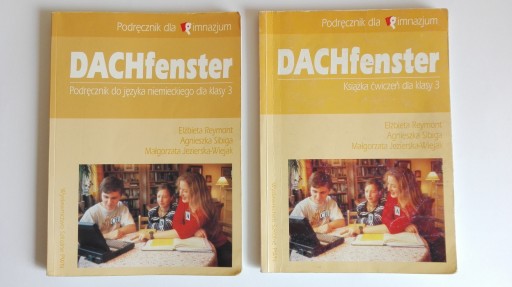 Podręcznik dla gimnazjum
DACHfenster
Podręcznik do języka niemieckiego dla klasy 3
Elżbieta Reymont
Agnieszka Sibiga
Małgorzata Jezierska-Wiejak
Podręcznik dla gimnazjum
DACHfenster
Książka ćwiczeń dla klasy 3
Elżbieta Reymont
Agnieszka Sibiga
Małgorzata Jezierska-Wiejak